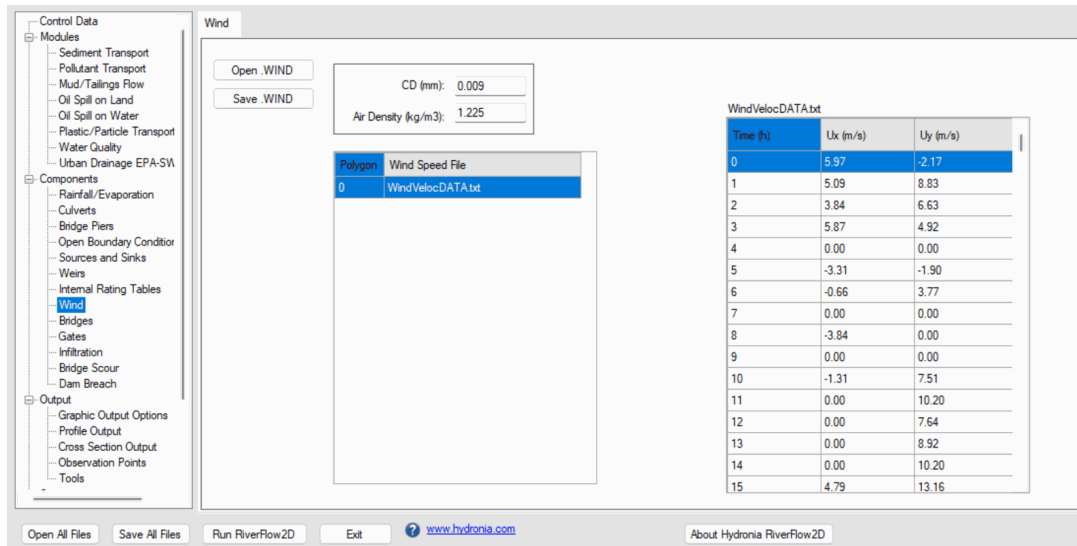 Control Data
Modules
Sediment Transport
Pollutant Transport
Mud/Tailings Flow
Oil Spill on Land
Oil Spill on Water
Plastic/Particle Transport
Water Quality
Urban Drainage EPA-SW
Components
Rainfall/Evaporation
Culverts
Bridge Piers
Open Boundary Condition
Sources and Sinks
Weirs
Internal Rating Tables
Wind
Bridges
Gates
Infiltration
Bridge Scour
Dam Breach
Output
Graphic Output Options
Profile Output
Cross Section Output
Observation Points
Tools
Wind
Open .WIND
Save .WIND
CD (mm): 0.009
Air Density (kg/m3): 1.225
Polygon Wind Speed File
0 WindVelocDATA.txt
WindVelocDATA.txt
Time (h) Ux (m/s) Uy (m/s)
0 5.97 -2.17
1 5.09 8.83
2 3.84 6.63
3 5.87 4.92
4 0.00 0.00
5 -3.31 -1.90
6 -0.66 3.77
7 0.00 0.00
8 -3.84 0.00
9 0.00 0.00
10 -1.31 7.51
11 0.00 10.20
12 0.00 7.64
13 0.00 8.92
14 0.00 10.20
15 4.79 13.16
Open All Files Save All Files Run RiverFlow2D Exit www.hydronia.com About Hydronia RiverFlow2D